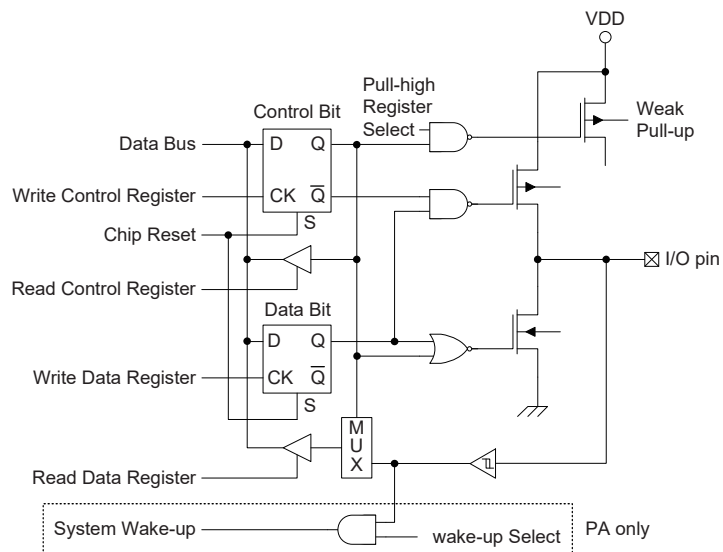 VDD
Pull-high
Register
Select
Weak
Pull-up
Control Bit
Data Bus
D
Q
Write Control Register
CK
Q
S
Chip Reset
I/O pin
Read Control Register
Data Bit
D
Q
Write Data Register
CK
Q
S
M
U
X
Read Data Register
System Wake-up
wake-up Select
PA only